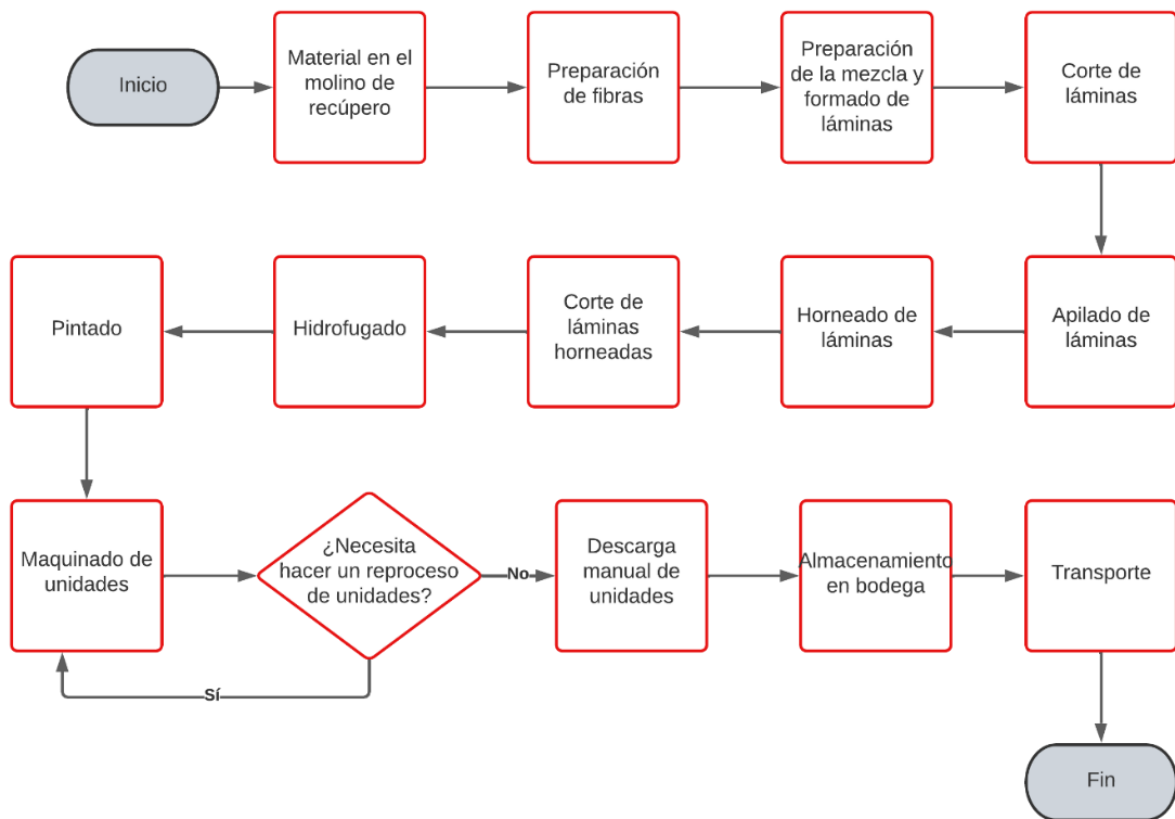 Inicio
Material en el
molino de
recúpero
Preparación
de fibras
Preparación
de la mezcla y
formado de
láminas
Corte de
láminas
Pintado
Hidrofugado
Corte de
láminas
horneadas
Horneado de
láminas
Apilado de
láminas
Maquinado de
unidades
¿Necesita
hacer un reproceso
de unidades?
No
Sí
Descarga
manual de
unidades
Almacenamiento
en bodega
Transporte
Fin